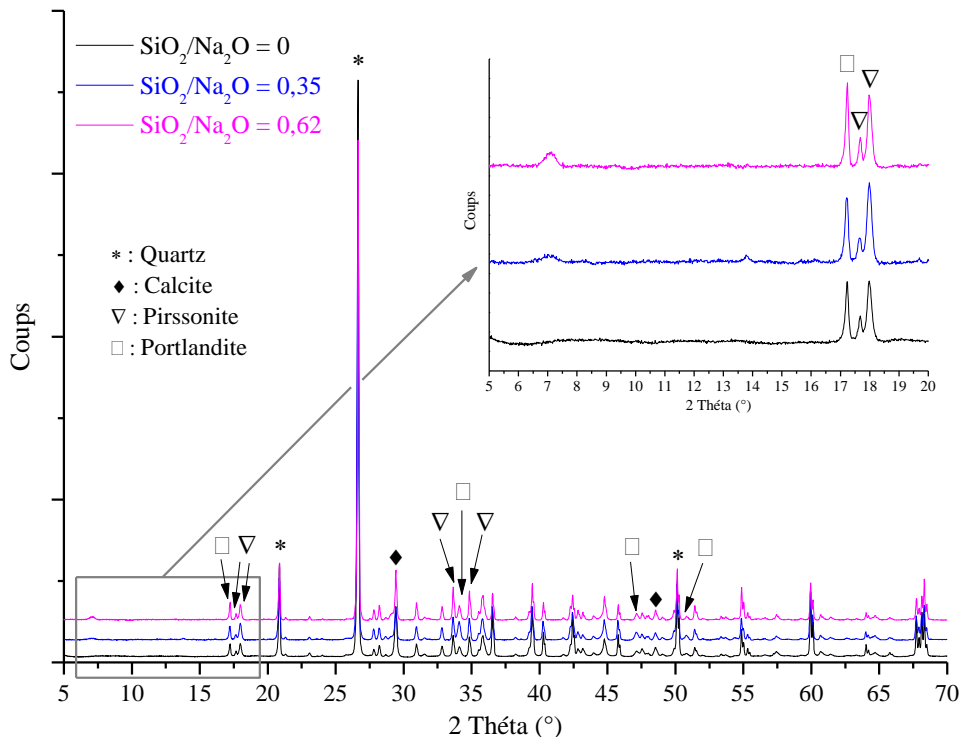 SiO2/Na2O = 0
SiO2/Na2O = 0,35
SiO2/Na2O = 0,62
* : Quartz
♦ : Calcite
▽ : Pirssonite
□ : Portlandite
Coups
5 10 15 20 25 30 35 40 45 50 55 60 65 70
2 Théta (°)
Coups
5 6 7 8 9 10 11 12 13 14 15 16 17 18 19 20
2 Théta (°)